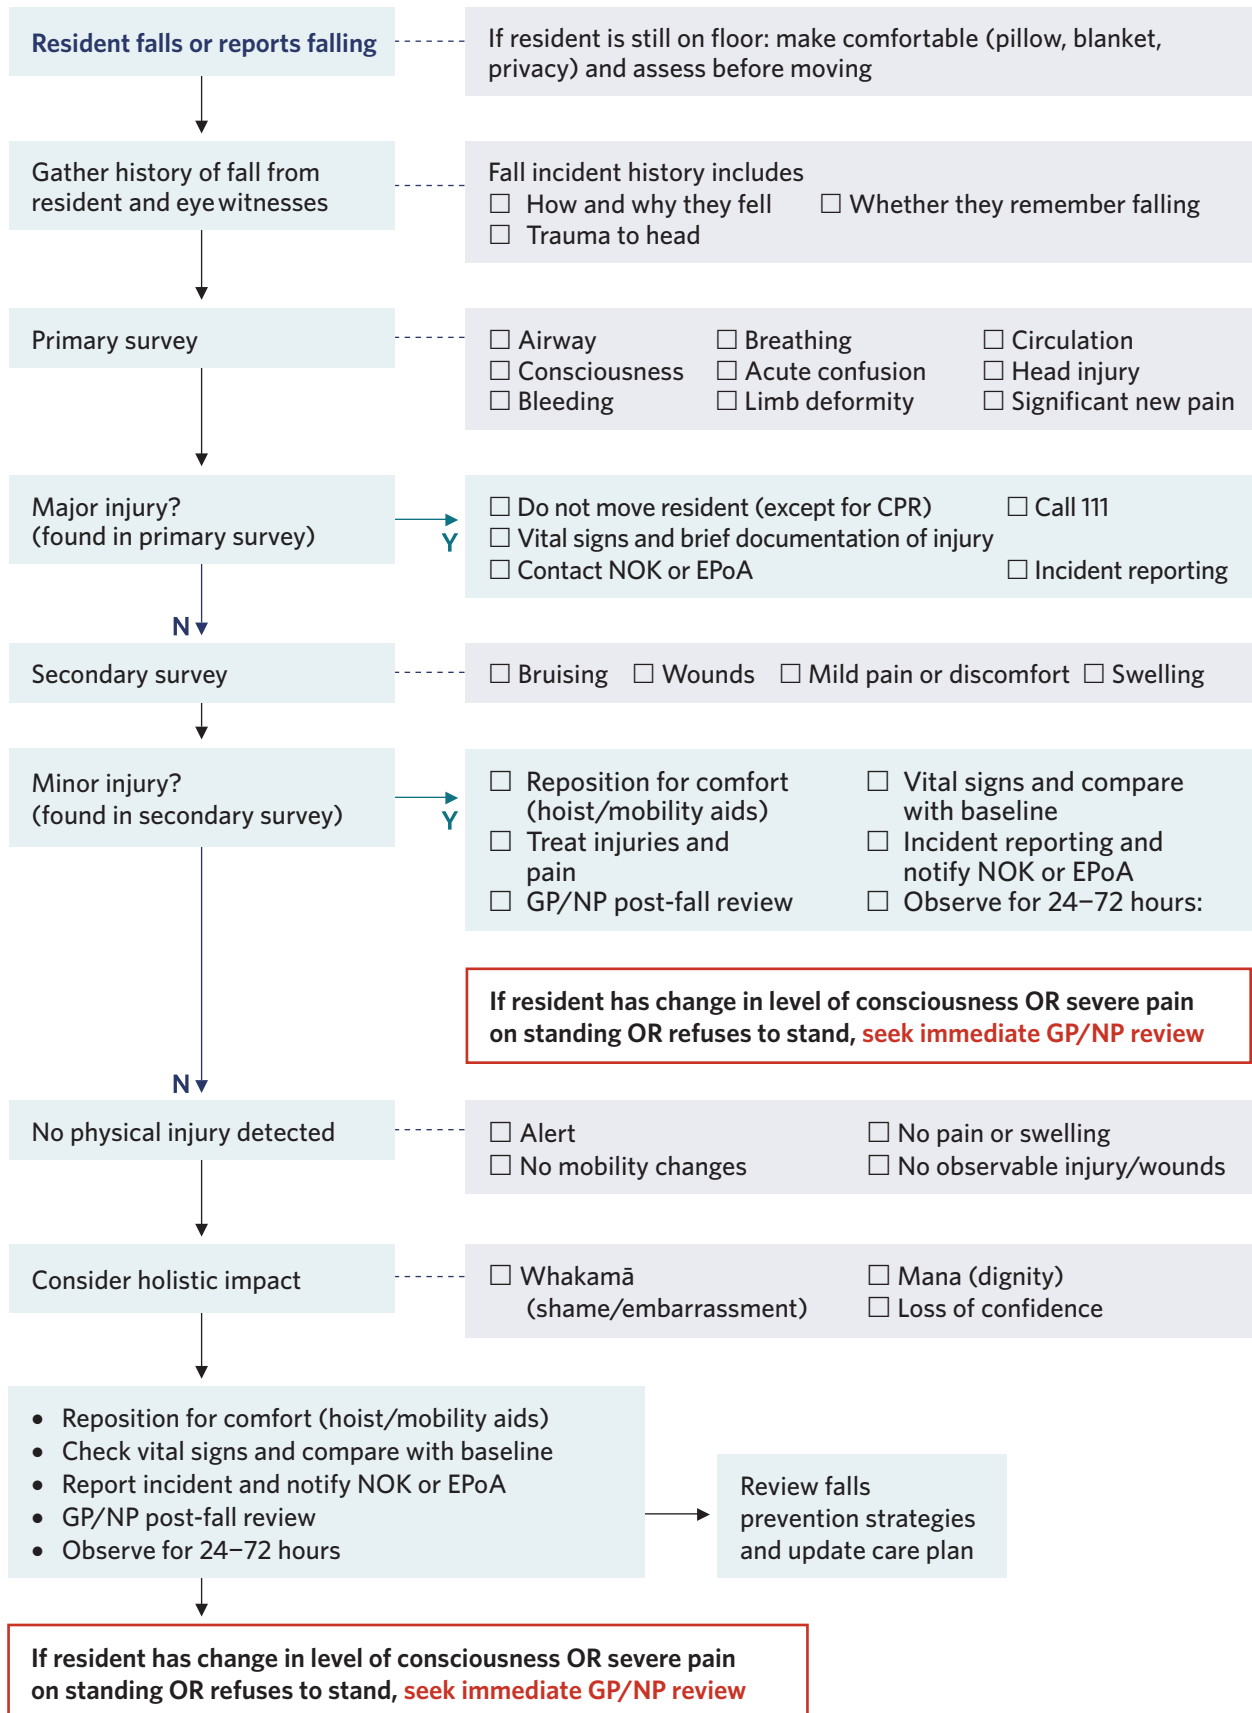 Resident falls or reports falling
If resident is still on floor: make comfortable (pillow, blanket,
privacy) and assess before moving
Gather history of fall from
resident and eye witnesses
Fall incident history includes
☐ How and why they fell ☐ Whether they remember falling
☐ Trauma to head
Primary survey
☐ Airway ☐ Breathing ☐ Circulation
☐ Consciousness ☐ Acute confusion ☐ Head injury
☐ Bleeding ☐ Limb deformity ☐ Significant new pain
Major injury?
(found in primary survey)
Y
☐ Do not move resident (except for CPR) ☐ Call 111
☐ Vital signs and brief documentation of injury
☐ Contact NOK or EPoA ☐ Incident reporting
N
Secondary survey
☐ Bruising ☐ Wounds ☐ Mild pain or discomfort ☐ Swelling
Minor injury?
(found in secondary survey)
Y
☐ Reposition for comfort
(hoist/mobility aids)
☐ Treat injuries and
pain
☐ GP/NP post-fall review
☐ Vital signs and compare
with baseline
☐ Incident reporting and
notify NOK or EPoA
☐ Observe for 24–72 hours:
If resident has change in level of consciousness OR severe pain
on standing OR refuses to stand, seek immediate GP/NP review
N
No physical injury detected
☐ Alert ☐ No pain or swelling
☐ No mobility changes ☐ No observable injury/wounds
Consider holistic impact
☐ Whakamā
(shame/embarrassment)
☐ Mana (dignity)
☐ Loss of confidence
• Reposition for comfort (hoist/mobility aids)
• Check vital signs and compare with baseline
• Report incident and notify NOK or EPoA
• GP/NP post-fall review
• Observe for 24–72 hours
Review falls
prevention strategies
and update care plan
If resident has change in level of consciousness OR severe pain
on standing OR refuses to stand, seek immediate GP/NP review